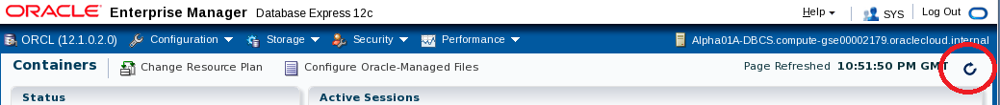 ORACLE Enterprise Manager Database Express 12c Help SYS Log Out
ORCL (12.1.0.2.0) Configuration Storage Security Performance Alpha01A-DBCS.compute-gse00002179.oraclecloud.internal
Containers Change Resource Plan Configure Oracle-Managed Files Page Refreshed 10:51:50 PM GMT
Status Active Sessions